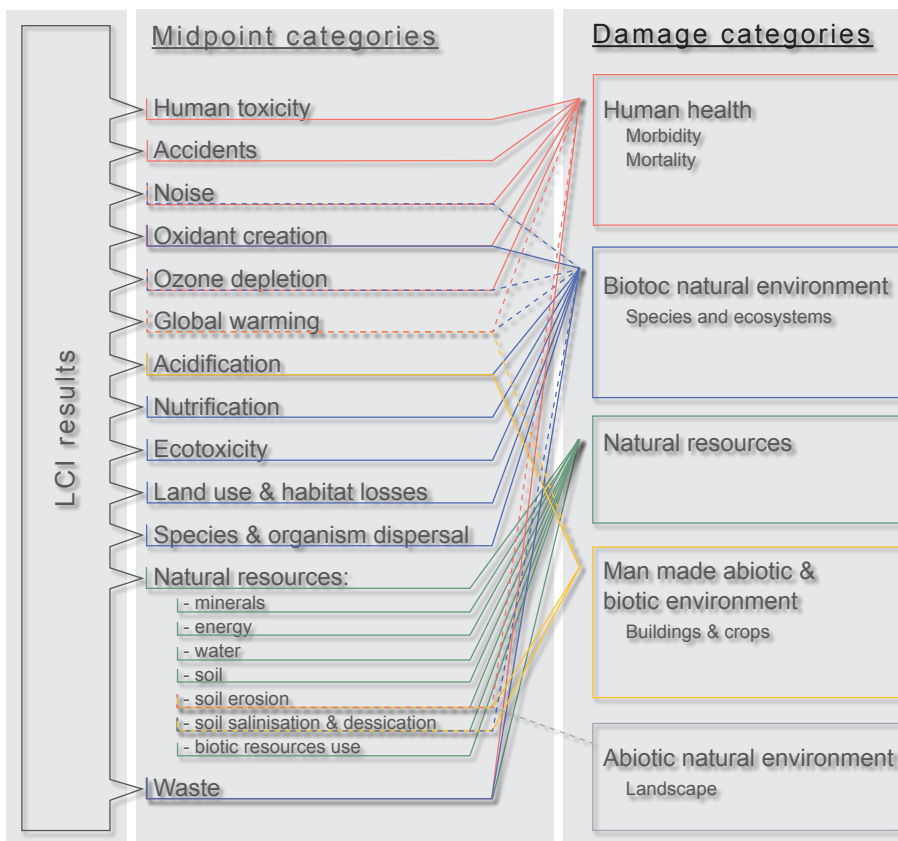 LCI results
Midpoint categories
Human toxicity
Accidents
Noise
Oxidant creation
Ozone depletion
Global warming
Acidification
Nutrification
Ecotoxicity
Land use & habitat losses
Species & organism dispersal
Natural resources:
- minerals
- energy
- water
- soil
- soil erosion
- soil salinisation & dessication
- biotic resources use
Waste
Damage categories
Human health
Morbidity
Mortality
Biotoc natural environment
Species and ecosystems
Natural resources
Man made abiotic &
biotic environment
Buildings & crops
Abiotic natural environment
Landscape